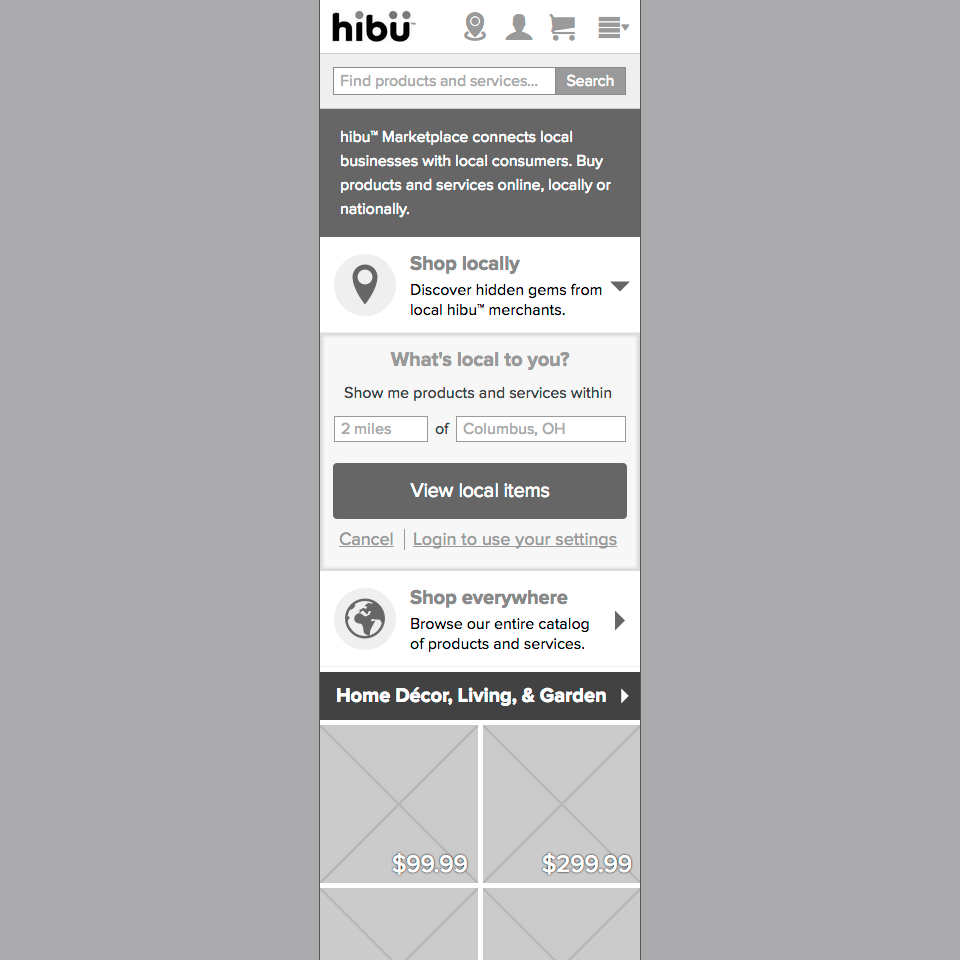 hibü™
Find products and services...
Search
hibu™ Marketplace connects local
businesses with local consumers. Buy
products and services online, locally or
nationally.
Shop locally
Discover hidden gems from
local hibu™ merchants.
What's local to you?
Show me products and services within
2 miles of Columbus, OH
View local items
Cancel | Login to use your settings
Shop everywhere
Browse our entire catalog
of products and services.
Home Décor, Living, & Garden
$99.99
$299.99